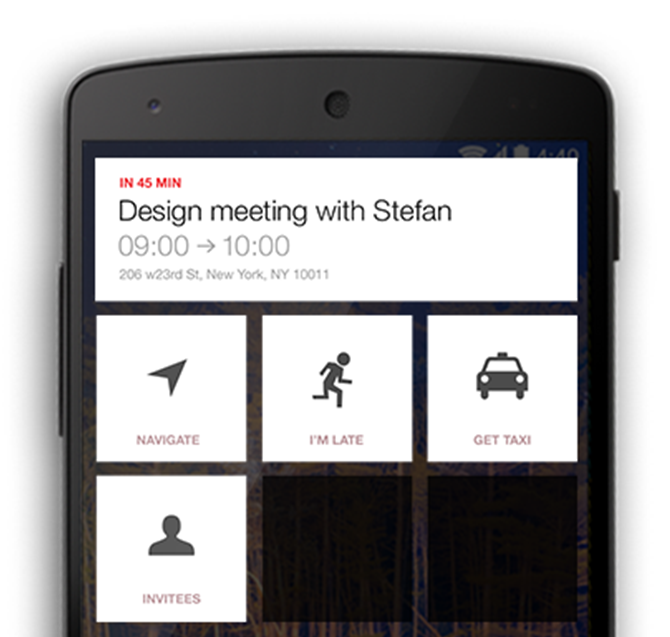 4:40
IN 45 MIN
Design meeting with Stefan
09:00 → 10:00
206 w23rd St, New York, NY 10011
NAVIGATE
I'M LATE
GET TAXI
INVITEES